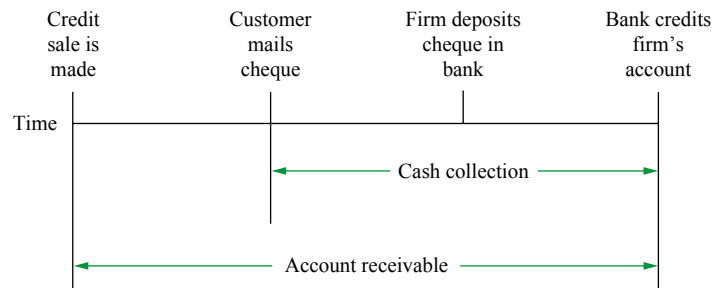 Credit
sale is
made
Customer
mails
cheque
Firm deposits
cheque in
bank
Bank credits
firm's
account
Time
Cash collection
Account receivable